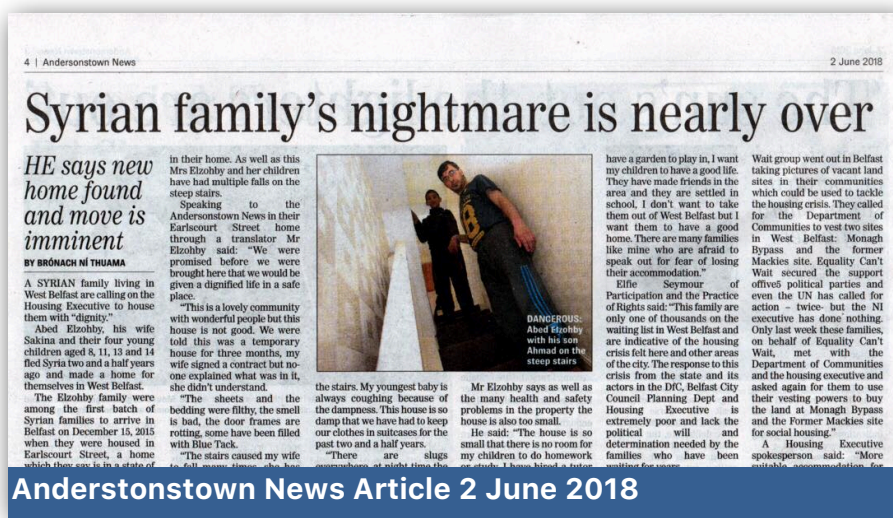 4 | Andersonstown News
2 June 2018
Syrian family's nightmare is nearly over
HE says new
home found
and move is
imminent
BY BRÓNACH NÍ THUAMA
A SYRIAN family living in
West Belfast are calling on the
Housing Executive to house
them with "dignity."
Abed Elzohby, his wife
Sakina and their four young
children aged 8, 11, 13 and 14
fled Syria two and a half years
ago and made a home for
themselves in West Belfast.
The Elzohby family were
among the first batch of
Syrian families to arrive in
Belfast on December 15, 2015
when they were housed in
Earlscourt Street, a home
which they say is in a state of
in their home. As well as this
Mrs Elzohby and her children
have had multiple falls on the
steep stairs.
Speaking to the
Andersonstown News in their
Earlscourt Street home
through a translator Mr
Elzohby said: "We were
promised before we were
brought here that we would be
given a dignified life in a safe
place.
"This is a lovely community
with wonderful people but this
house is not good. We were
told this was a temporary
house for three months, my
wife signed a contract but no-
one explained what was in it,
she didn't understand.
"The sheets and the
bedding were filthy, the smell
is bad, the door frames are
rotting, some have been filled
with Blue Tack.
"The stairs caused my wife
to fall many times, she has
DANGEROUS:
Abed Elzohby
with his son
Ahmad on the
steep stairs
the stairs. My youngest baby is
always coughing because of
the dampness. This house is so
damp that we have had to keep
our clothes in suitcases for the
past two and a half years.
"There are slugs
everywhere, at night time the
Mr Elzohby says as well as
the many health and safety
problems in the property the
house is also too small.
He said: "The house is so
small that there is no room for
my children to do homework
or study. I have hired a tutor
have a garden to play in, I want
my children to have a good life.
They have made friends in the
area and they are settled in
school, I don't want to take
them out of West Belfast but I
want them to have a good
home. There are many families
like mine who are afraid to
speak out for fear of losing
their accommodation."
Elfie Seymour of
Participation and the Practice
of Rights said: "This family are
only one of thousands on the
waiting list in West Belfast and
are indicative of the housing
crisis felt here and other areas
of the city. The response to this
crisis from the state and its
actors in the DfC, Belfast City
Council Planning Dept and
Housing Executive is
extremely poor and lack the
political will and
determination needed by the
families who have been
waiting for years.
Wait group went out in Belfast
taking pictures of vacant land
sites in their communities
which could be used to tackle
the housing crisis. They called
for the Department of
Communities to vest two sites
in West Belfast: Monagh
Bypass and the former
Mackies site. Equality Can't
Wait secured the support
offive5 political parties and
even the UN has called for
action – twice- but the NI
executive has done nothing.
Only last week these families,
on behalf of Equality Can't
Wait, met with the
Department of Communities
and the housing executive and
asked again for them to use
their vesting powers to buy
the land at Monagh Bypass
and the Former Mackies site
for social housing."
A Housing Executive
spokesperson said: "More
suitable accommodation for
Anderstonstown News Article 2 June 2018